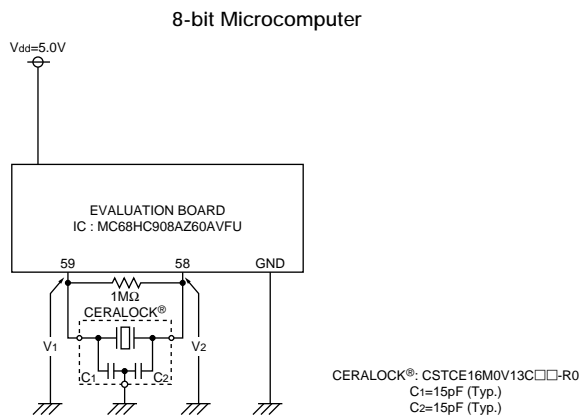 8-bit Microcomputer
Vdd=5.0V
EVALUATION BOARD
IC : MC68HC908AZ60AVFU
59 58 GND
1MΩ
CERALOCK®
V1 V2
C1 C2
CERALOCK®: CSTCE16M0V13C□□-R0
C1=15pF (Typ.)
C2=15pF (Typ.)